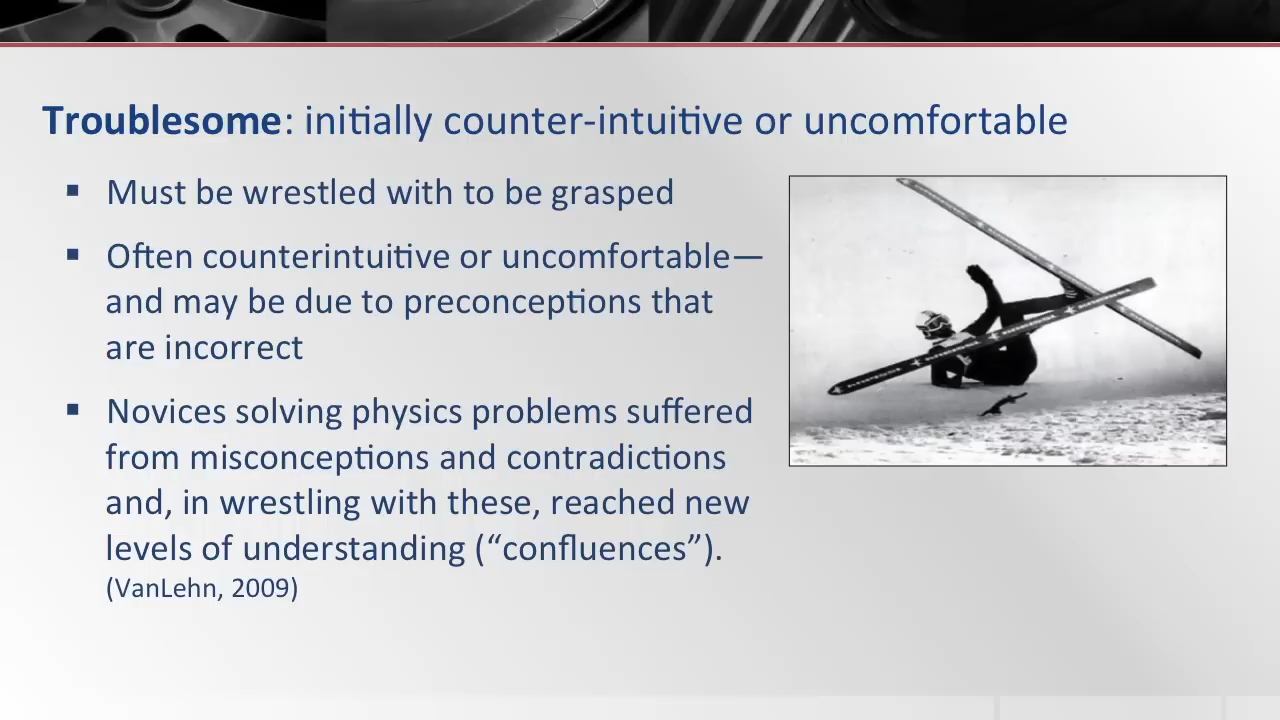 Troublesome: initially counter-intuitive or uncomfortable
▪ Must be wrestled with to be grasped
▪ Often counterintuitive or uncomfortable—
and may be due to preconceptions that
are incorrect
▪ Novices solving physics problems suffered
from misconceptions and contradictions
and, in wrestling with these, reached new
levels of understanding (“confluences”).
(VanLehn, 2009)